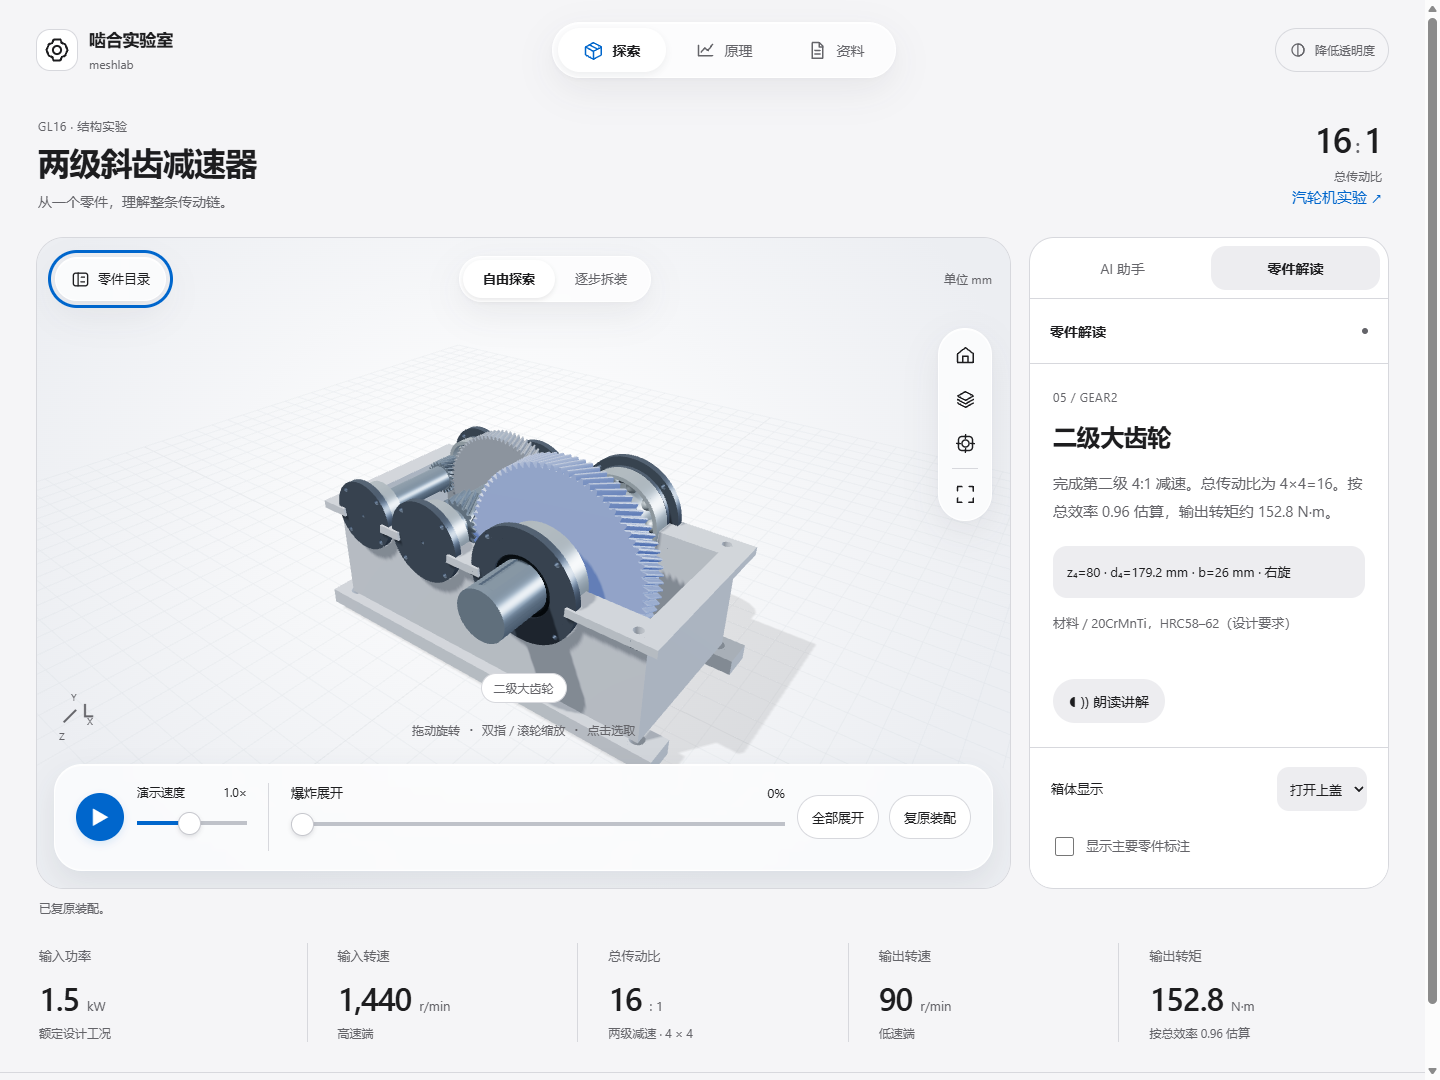 啮合实验室
meshlab
探索
原理
资料
降低透明度
GL16 · 结构实验
两级斜齿减速器
从一个零件，理解整条传动链。
16 : 1
总传动比
汽轮机实验 ↗
零件目录
自由探索
逐步拆装
单位 mm
AI 助手
零件解读
零件解读
05 / GEAR2
二级大齿轮
完成第二级 4:1 减速。总传动比为 4×4=16。按
总效率 0.96 估算，输出转矩约 152.8 N·m。
z₄=80 · d₄=179.2 mm · b=26 mm · 右旋
材料 / 20CrMnTi，HRC58–62（设计要求）
朗读讲解
箱体显示
打开上盖
显示主要零件标注
二级大齿轮
拖动旋转 · 双指 / 滚轮缩放 · 点击选取
Y
X
Z
演示速度
1.0×
爆炸展开
0%
全部展开
复原装配
已复原装配。
输入功率
1.5 kW
额定设计工况
输入转速
1,440 r/min
高速端
总传动比
16 : 1
两级减速 · 4 × 4
输出转速
90 r/min
低速端
输出转矩
152.8 N·m
按总效率 0.96 估算